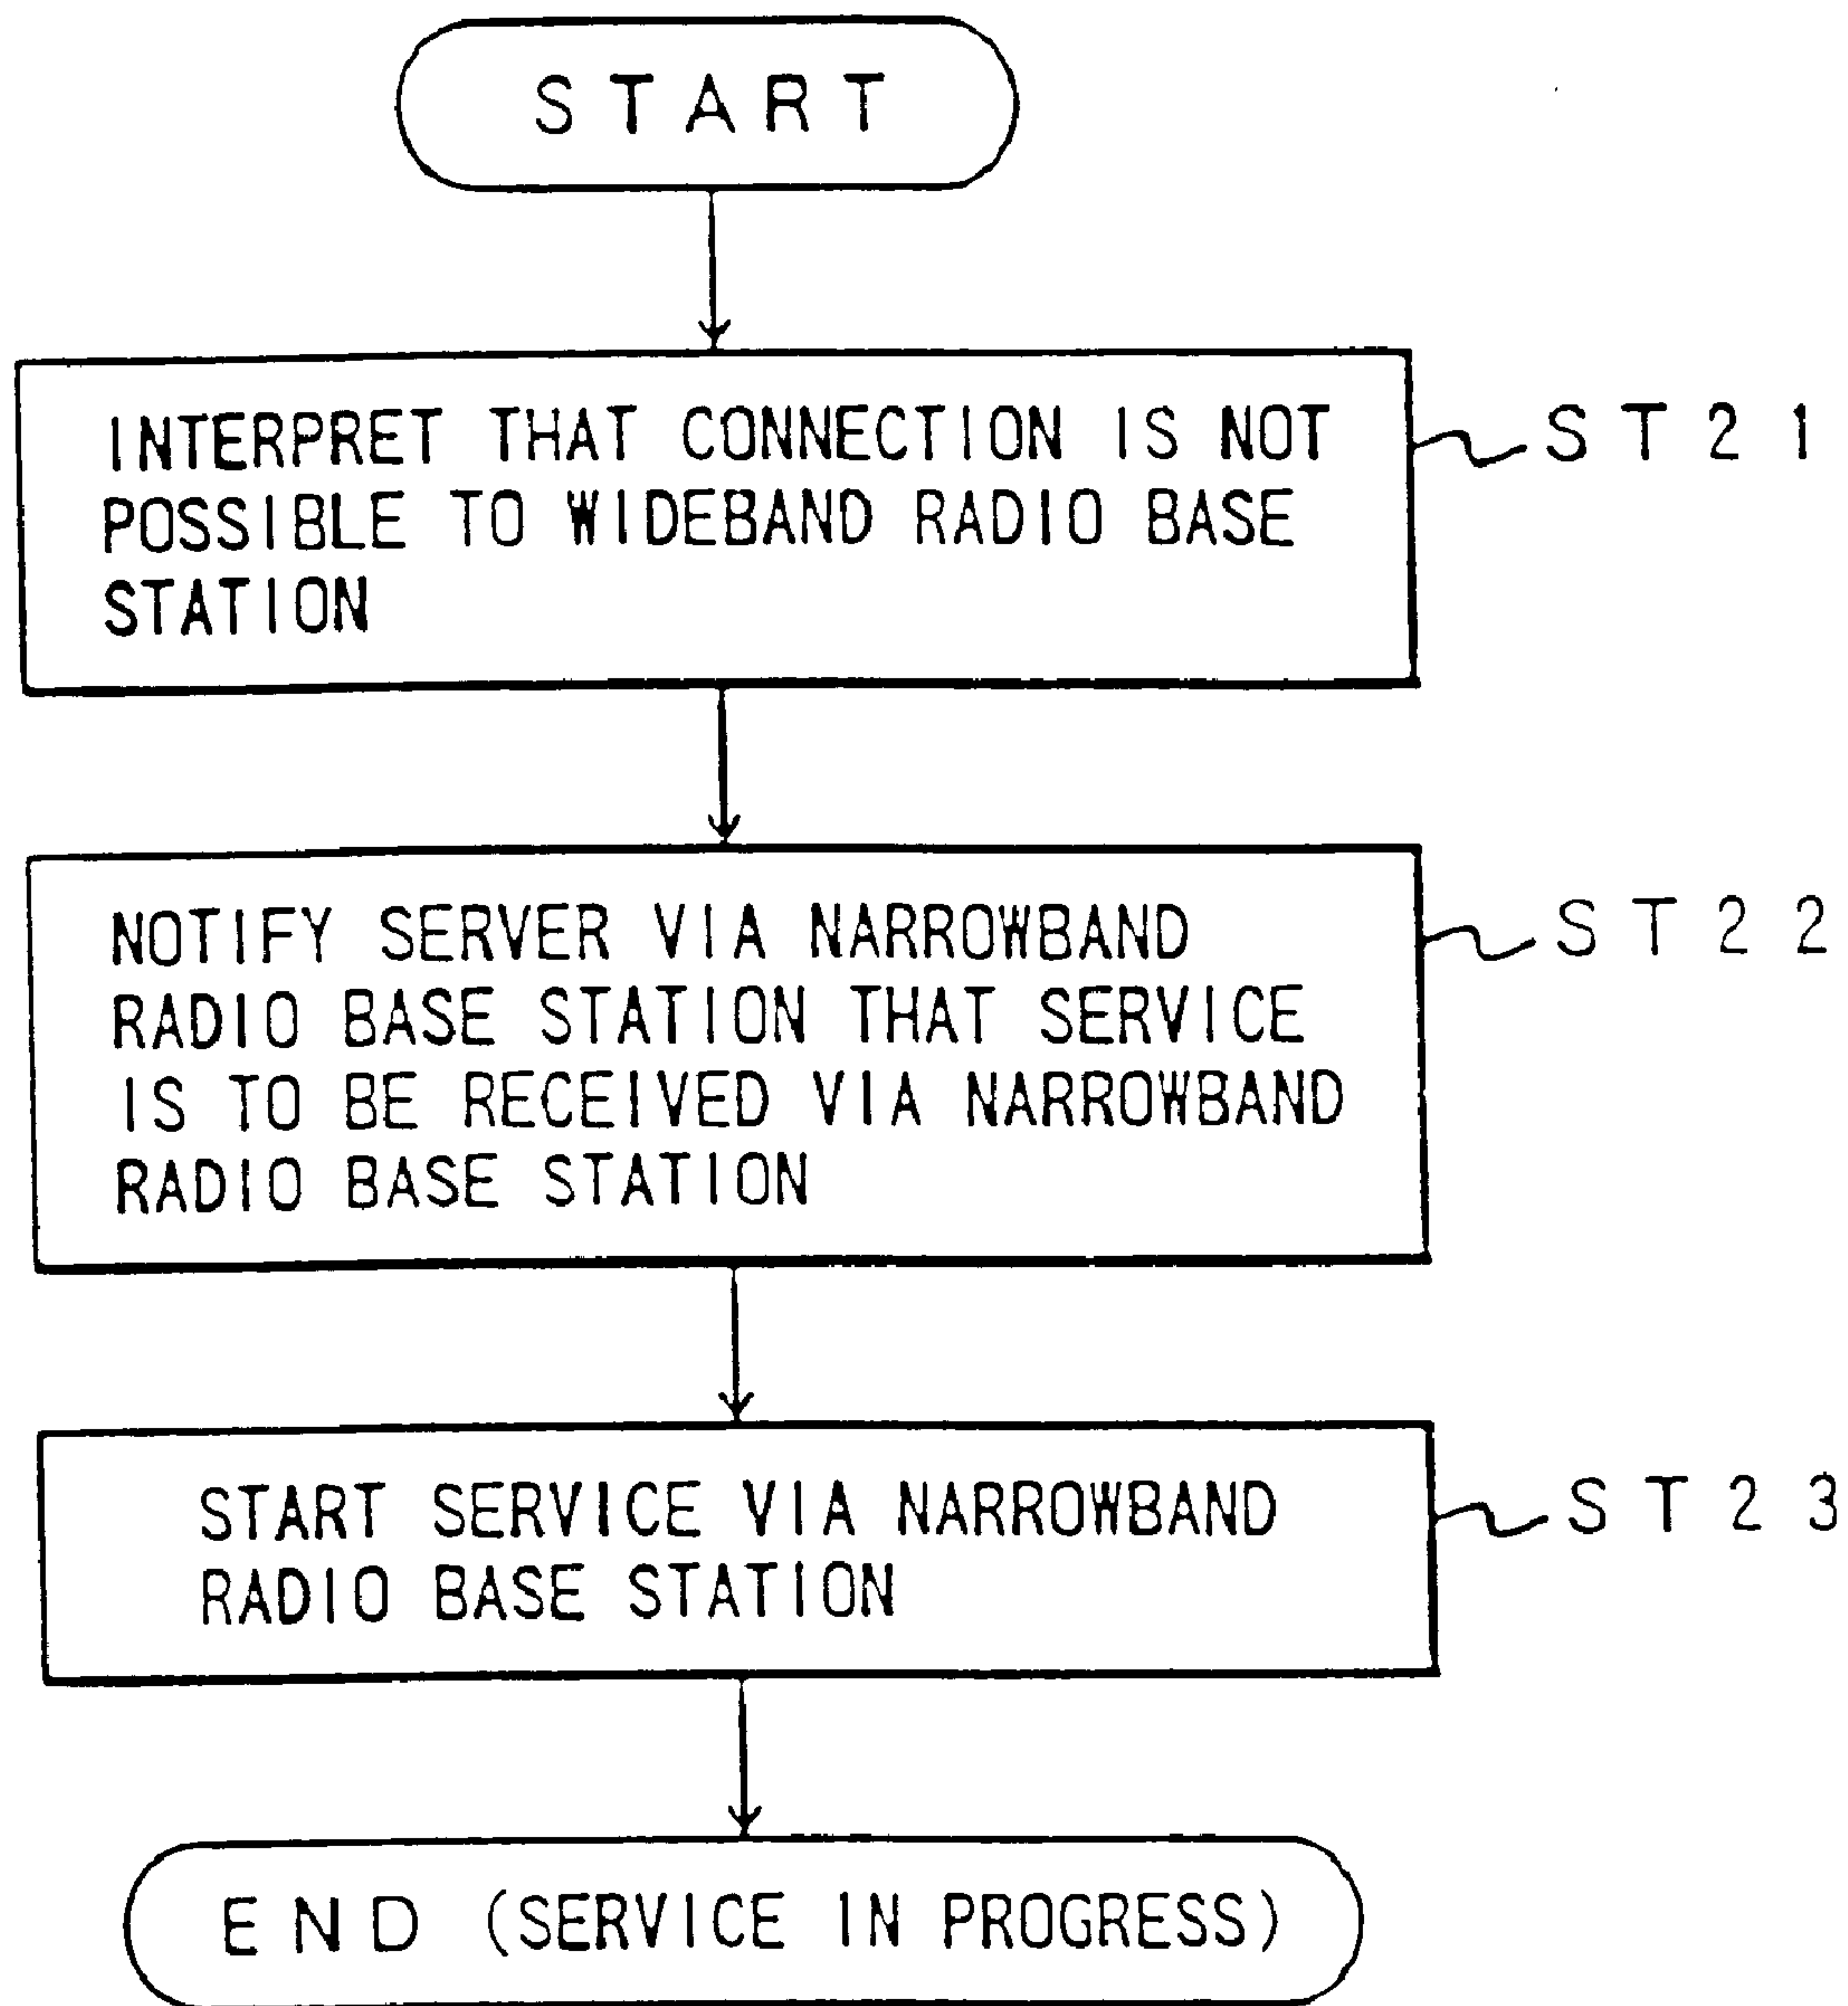 START
INTERPRET THAT CONNECTION IS NOT
POSSIBLE TO WIDEBAND RADIO BASE
STATION
ST21
NOTIFY SERVER VIA NARROWBAND
RADIO BASE STATION THAT SERVICE
IS TO BE RECEIVED VIA NARROWBAND
RADIO BASE STATION
ST22
START SERVICE VIA NARROWBAND
RADIO BASE STATION
ST23
END (SERVICE IN PROGRESS)